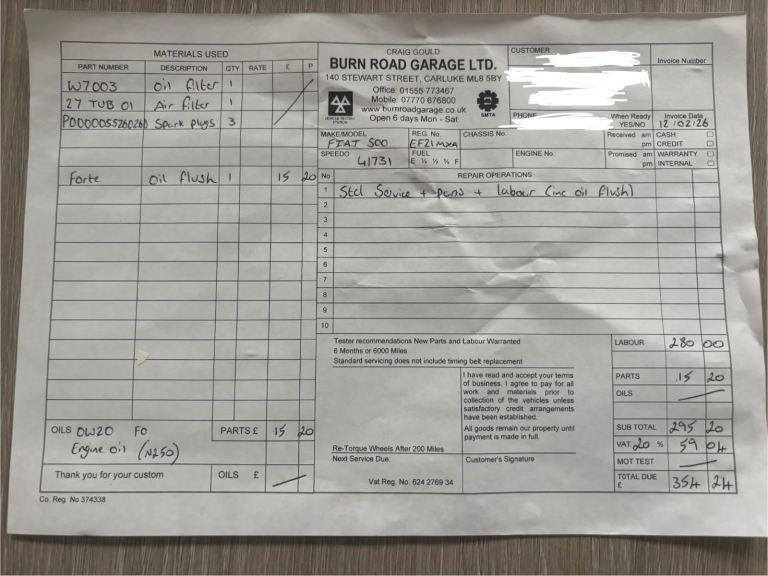 MATERIALS USED
PART NUMBER DESCRIPTION QTY RATE £ P
W7003 Oil filter 1
27 TUB 01 Air filter 1
Spark plugs 3
Forte Oil flush 1 15 20
OILS 0W20 FO
Engine oil (N250)
PARTS £ 15 20
Thank you for your custom
OILS £
Co. Reg. No 374338
CRAIG GOULD
BURN ROAD GARAGE LTD.
140 STEWART STREET, CARLUKE ML8 5BY
Office: 01555 773467
Mobile: 07770 676800
www.burnroadgarage.co.uk
Open 6 days Mon - Sat
VEHICLE TESTING STATION
SMTA
CUSTOMER
PHONE
Invoice Number
When Ready YES/NO
Invoice Date
12/02/26
MAKE/MODEL FIAT 500
REG. No. EF21MXA
CHASSIS No.
Received am pm
CASH
CREDIT
SPEEDO 41731
FUEL E ¼ ½ ¾ F
ENGINE No.
Promised am pm
WARRANTY
INTERNAL
No REPAIR OPERATIONS
1 Std Service + parts + labour (inc oil flush)
2
3
4
5
6
7
8
9
10
Tester recommendations New Parts and Labour Warranted
6 Months or 6000 Miles
Standard servicing does not include timing belt replacement
I have read and accept your terms
of business. I agree to pay for all
work and materials prior to
collection of the vehicles unless
satisfactory credit arrangements
have been established.
All goods remain our property until
payment is made in full.
Re-Torque Wheels After 200 Miles
Next Service Due:
Customer's Signature
Vat Reg. No. 624 2769 34
LABOUR 280 00
PARTS 15 20
OILS
SUB TOTAL 295 20
VAT 20 % 59 04
MOT TEST
TOTAL DUE £ 354 24